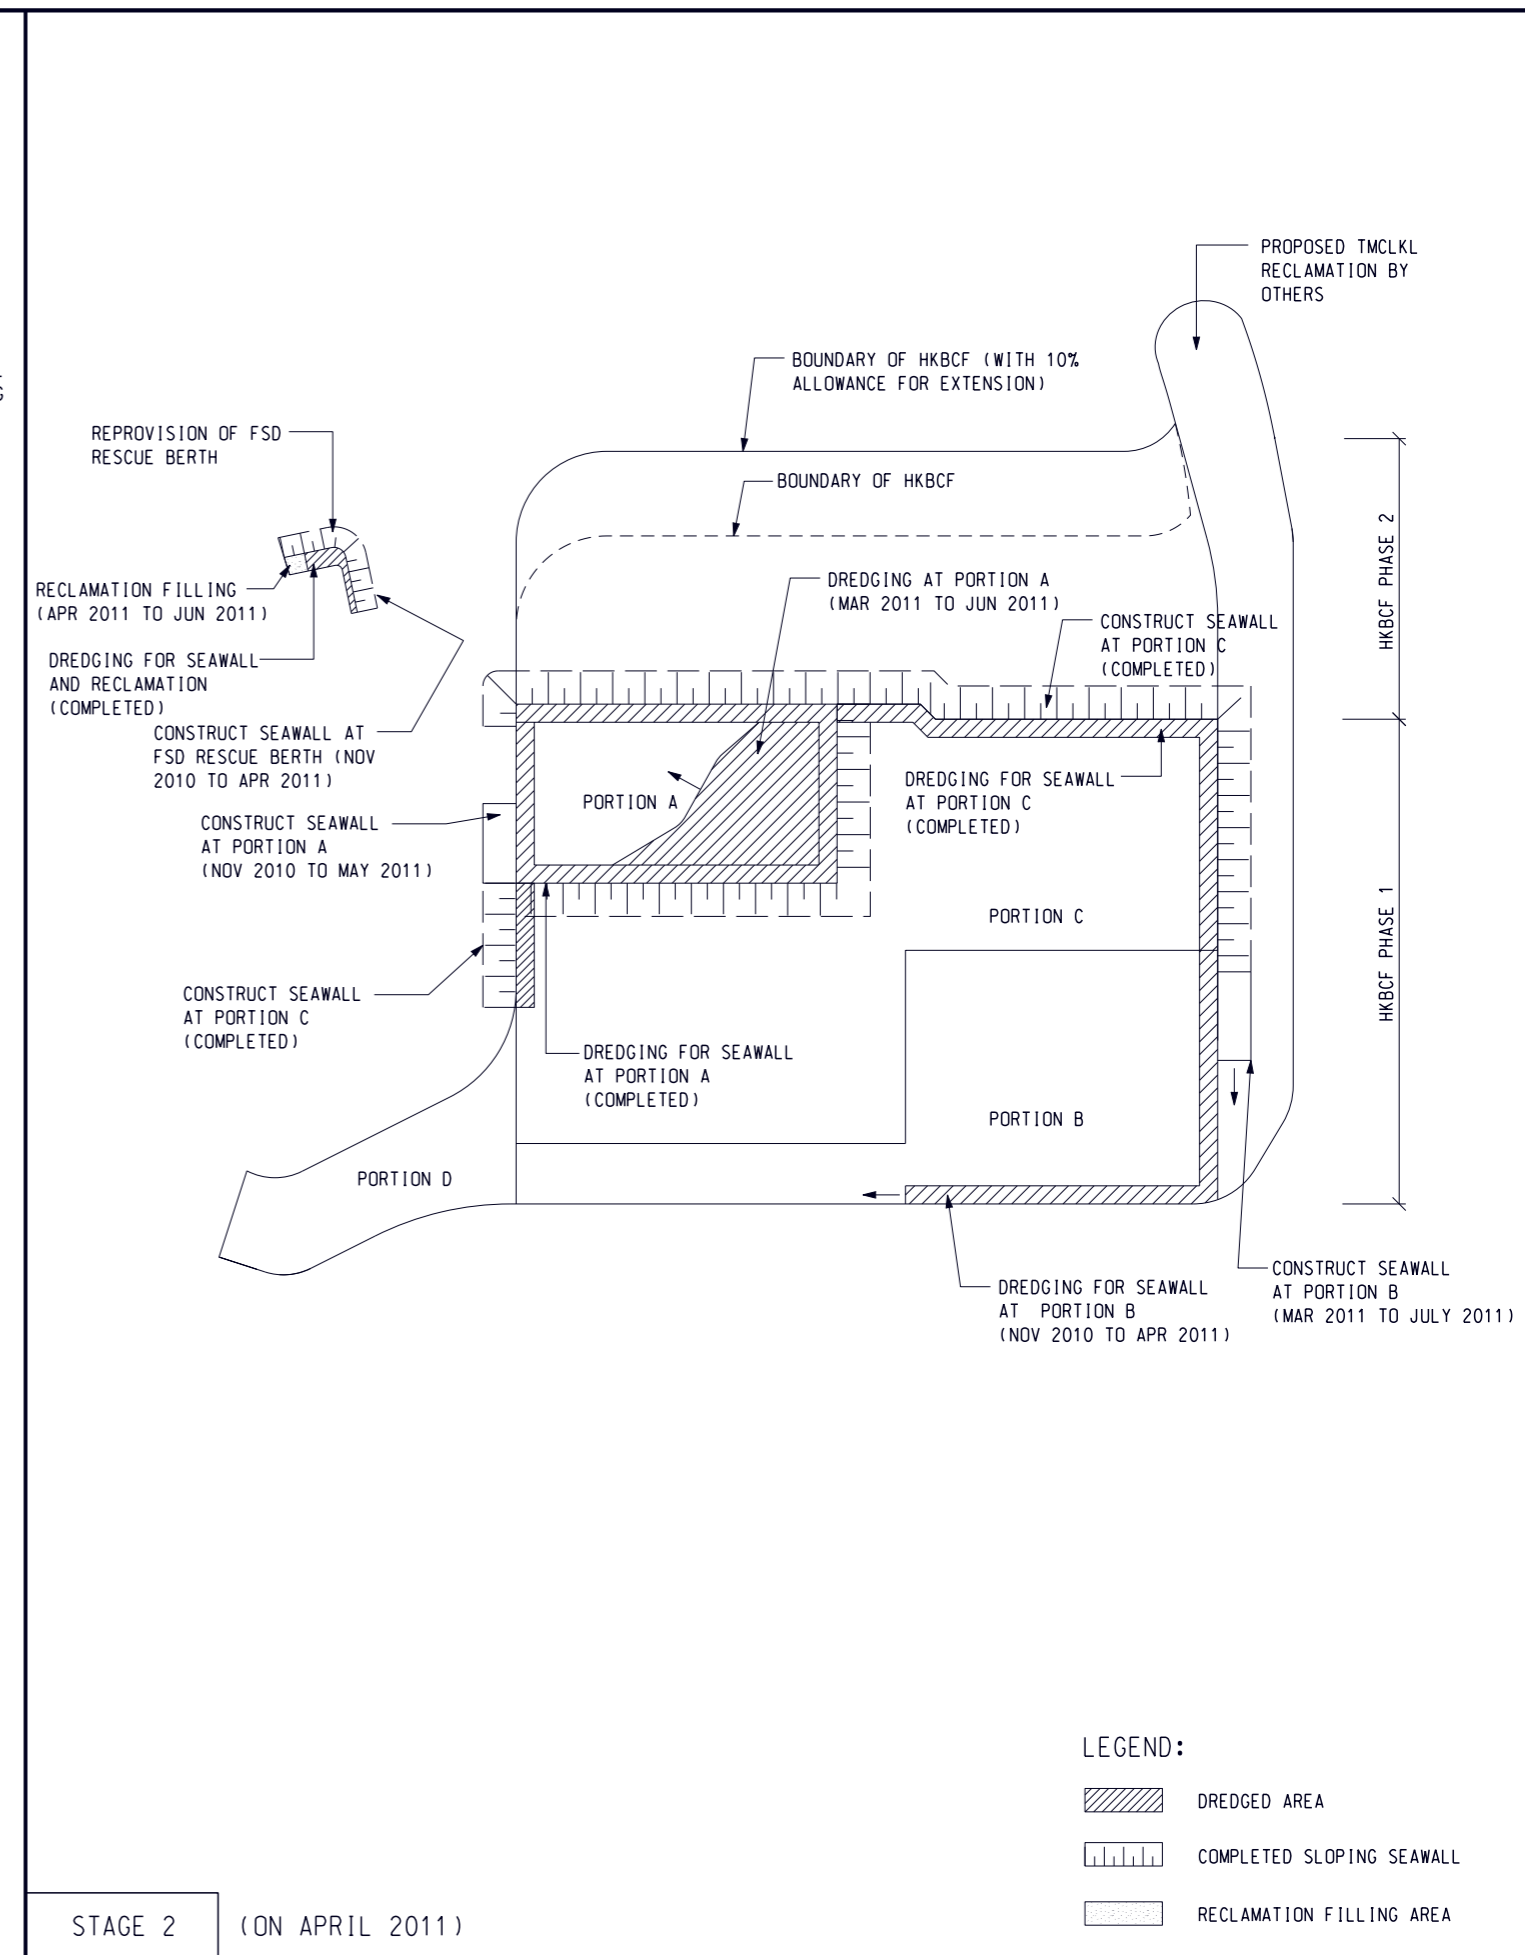 PROPOSED TMCLKL
RECLAMATION BY
OTHERS
BOUNDARY OF HKBCF (WITH 10%
ALLOWANCE FOR EXTENSION)
REPROVISION OF FSD
RESCUE BERTH
BOUNDARY OF HKBCF
HKBCF PHASE 2
RECLAMATION FILLING
(APR 2011 TO JUN 2011)
DREDGING AT PORTION A
(MAR 2011 TO JUN 2011)
CONSTRUCT SEAWALL
AT PORTION C
(COMPLETED)
DREDGING FOR SEAWALL
AND RECLAMATION
(COMPLETED)
CONSTRUCT SEAWALL AT
FSD RESCUE BERTH (NOV
2010 TO APR 2011)
PORTION A
DREDGING FOR SEAWALL
AT PORTION C
(COMPLETED)
CONSTRUCT SEAWALL
AT PORTION A
(NOV 2010 TO MAY 2011)
PORTION C
HKBCF PHASE 1
CONSTRUCT SEAWALL
AT PORTION C
(COMPLETED)
DREDGING FOR SEAWALL
AT PORTION A
(COMPLETED)
PORTION B
PORTION D
DREDGING FOR SEAWALL
AT PORTION B
(NOV 2010 TO APR 2011)
CONSTRUCT SEAWALL
AT PORTION B
(MAR 2011 TO JULY 2011)
LEGEND:
DREDGED AREA
COMPLETED SLOPING SEAWALL
RECLAMATION FILLING AREA
STAGE 2
(ON APRIL 2011)